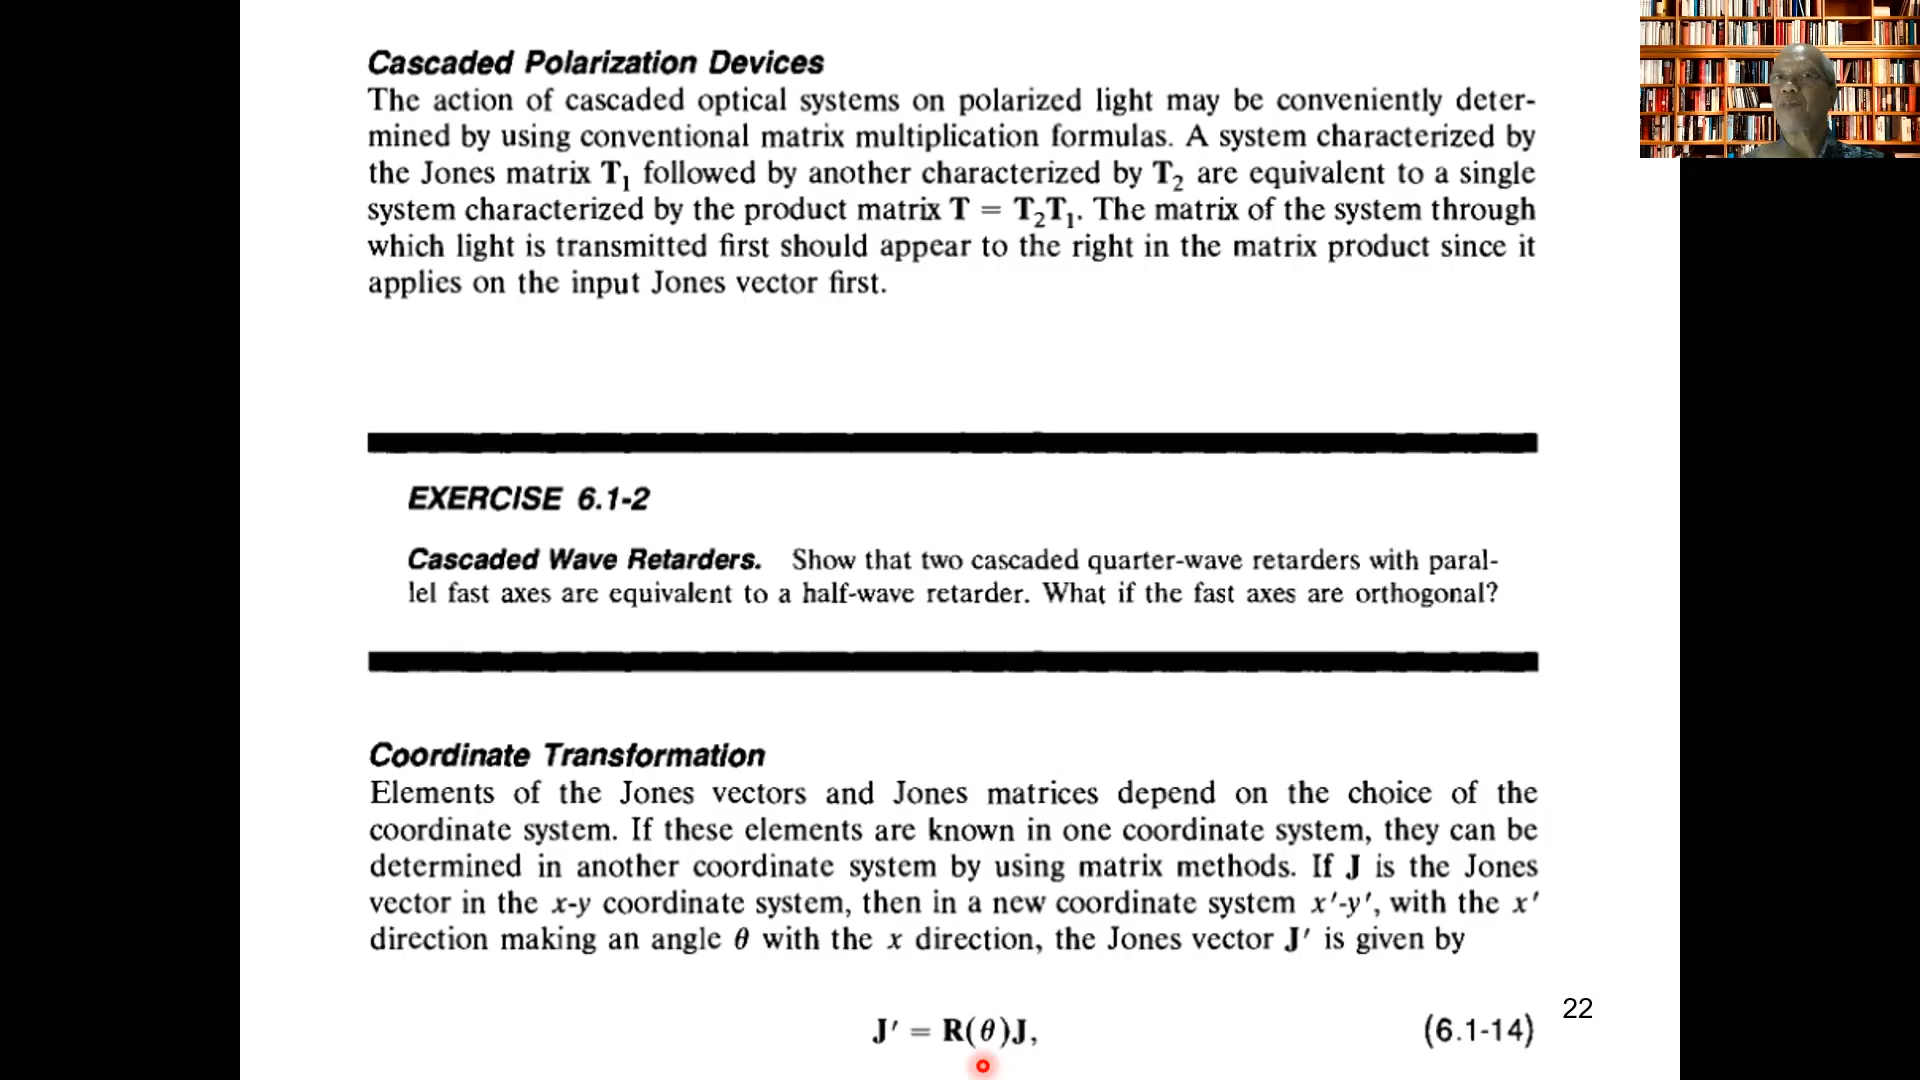 Cascaded Polarization Devices
The action of cascaded optical systems on polarized light may be conveniently deter-
mined by using conventional matrix multiplication formulas. A system characterized by
the Jones matrix T₁ followed by another characterized by T₂ are equivalent to a single
system characterized by the product matrix T = T₂T₁. The matrix of the system through
which light is transmitted first should appear to the right in the matrix product since it
applies on the input Jones vector first.
EXERCISE 6.1-2
Cascaded Wave Retarders. Show that two cascaded quarter-wave retarders with paral-
lel fast axes are equivalent to a half-wave retarder. What if the fast axes are orthogonal?
Coordinate Transformation
Elements of the Jones vectors and Jones matrices depend on the choice of the
coordinate system. If these elements are known in one coordinate system, they can be
determined in another coordinate system by using matrix methods. If J is the Jones
vector in the x-y coordinate system, then in a new coordinate system x′-y′, with the x′
direction making an angle θ with the x direction, the Jones vector J′ is given by
J′ = R(θ)J, (6.1-14)
22